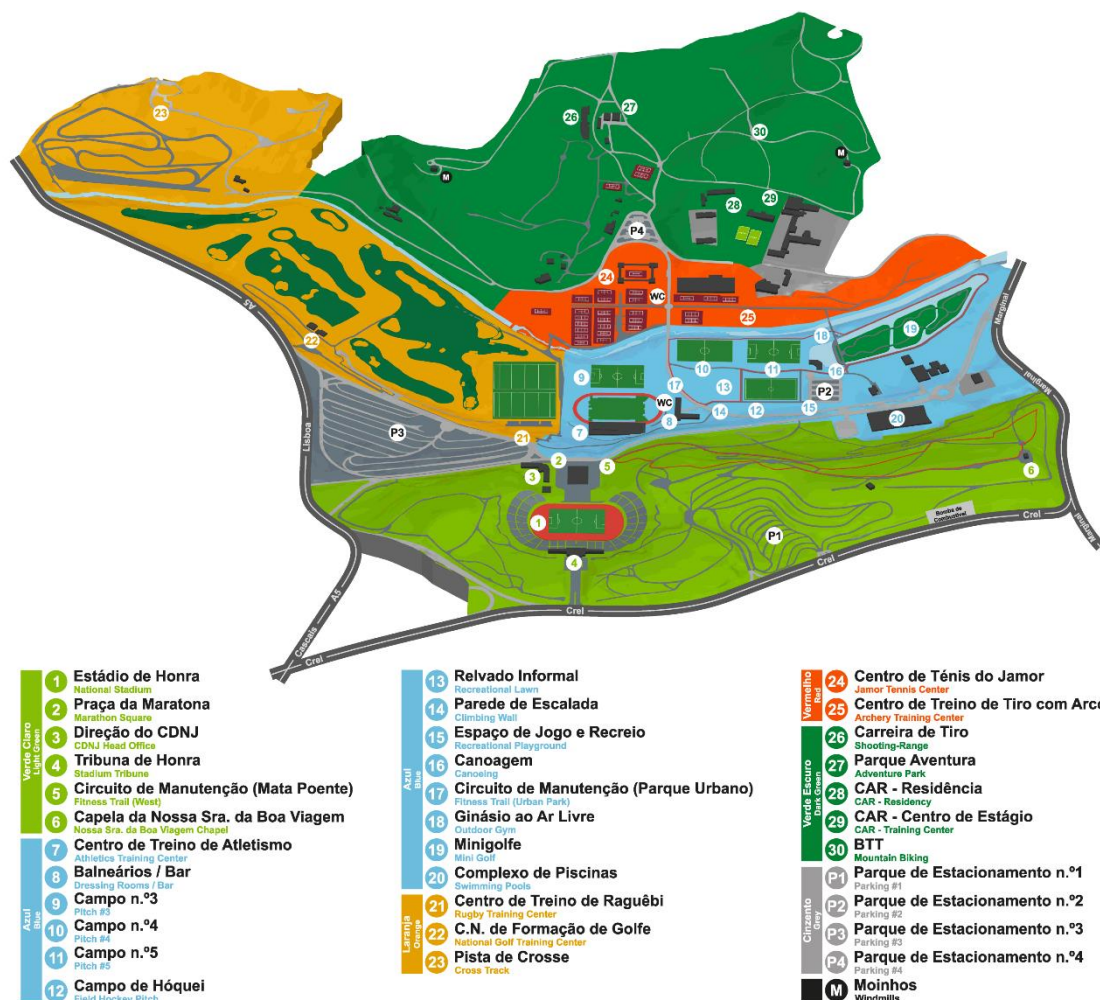 23
26
27
30
M
M
28
29
P4
24
WC
25
18
19
A5
22
Marginal
10
11
16
9
17
13
P2
WC
14
12
15
7
8
20
Marginal
P3
Lisboa
21
2
5
3
6
1
Bomba de
Combustível
Crel
P1
Marginal
4
Crel
A5
Crel
Cascais
Crel
Verde Claro
Light Green
1 Estádio de Honra
National Stadium
2 Praça da Maratona
Marathon Square
3 Direção do CDNJ
CDNJ Head Office
4 Tribuna de Honra
Stadium Tribune
5 Circuito de Manutenção (Mata Poente)
Fitness Trail (West)
6 Capela da Nossa Sra. da Boa Viagem
Nossa Sra. da Boa Viagem Chapel
Azul
Blue
7 Centro de Treino de Atletismo
Athletics Training Center
8 Balneários / Bar
Dressing Rooms / Bar
9 Campo n.º3
Pitch #3
10 Campo n.º4
Pitch #4
11 Campo n.º5
Pitch #5
12 Campo de Hóquei
Field Hockey Pitch
Azul
Blue
13 Relvado Informal
Recreational Lawn
14 Parede de Escalada
Climbing Wall
15 Espaço de Jogo e Recreio
Recreational Playground
16 Canoagem
Canoeing
17 Circuito de Manutenção (Parque Urbano)
Fitness Trail (Urban Park)
18 Ginásio ao Ar Livre
Outdoor Gym
19 Minigolfe
Mini Golf
20 Complexo de Piscinas
Swimming Pools
Laranja
Orange
21 Centro de Treino de Raguêbi
Rugby Training Center
22 C.N. de Formação de Golfe
National Golf Training Center
23 Pista de Crosse
Cross Track
Vermelho
Red
24 Centro de Ténis do Jamor
Jamor Tennis Center
25 Centro de Treino de Tiro com Arco
Archery Training Center
Verde Escuro
Dark Green
26 Carreira de Tiro
Shooting-Range
27 Parque Aventura
Adventure Park
28 CAR - Residência
CAR - Residency
29 CAR - Centro de Estágio
CAR - Training Center
30 BTT
Mountain Biking
Cinzento
Grey
P1 Parque de Estacionamento n.º1
Parking #1
P2 Parque de Estacionamento n.º2
Parking #2
P3 Parque de Estacionamento n.º3
Parking #3
P4 Parque de Estacionamento n.º4
Parking #4
M Moinhos
Windmills